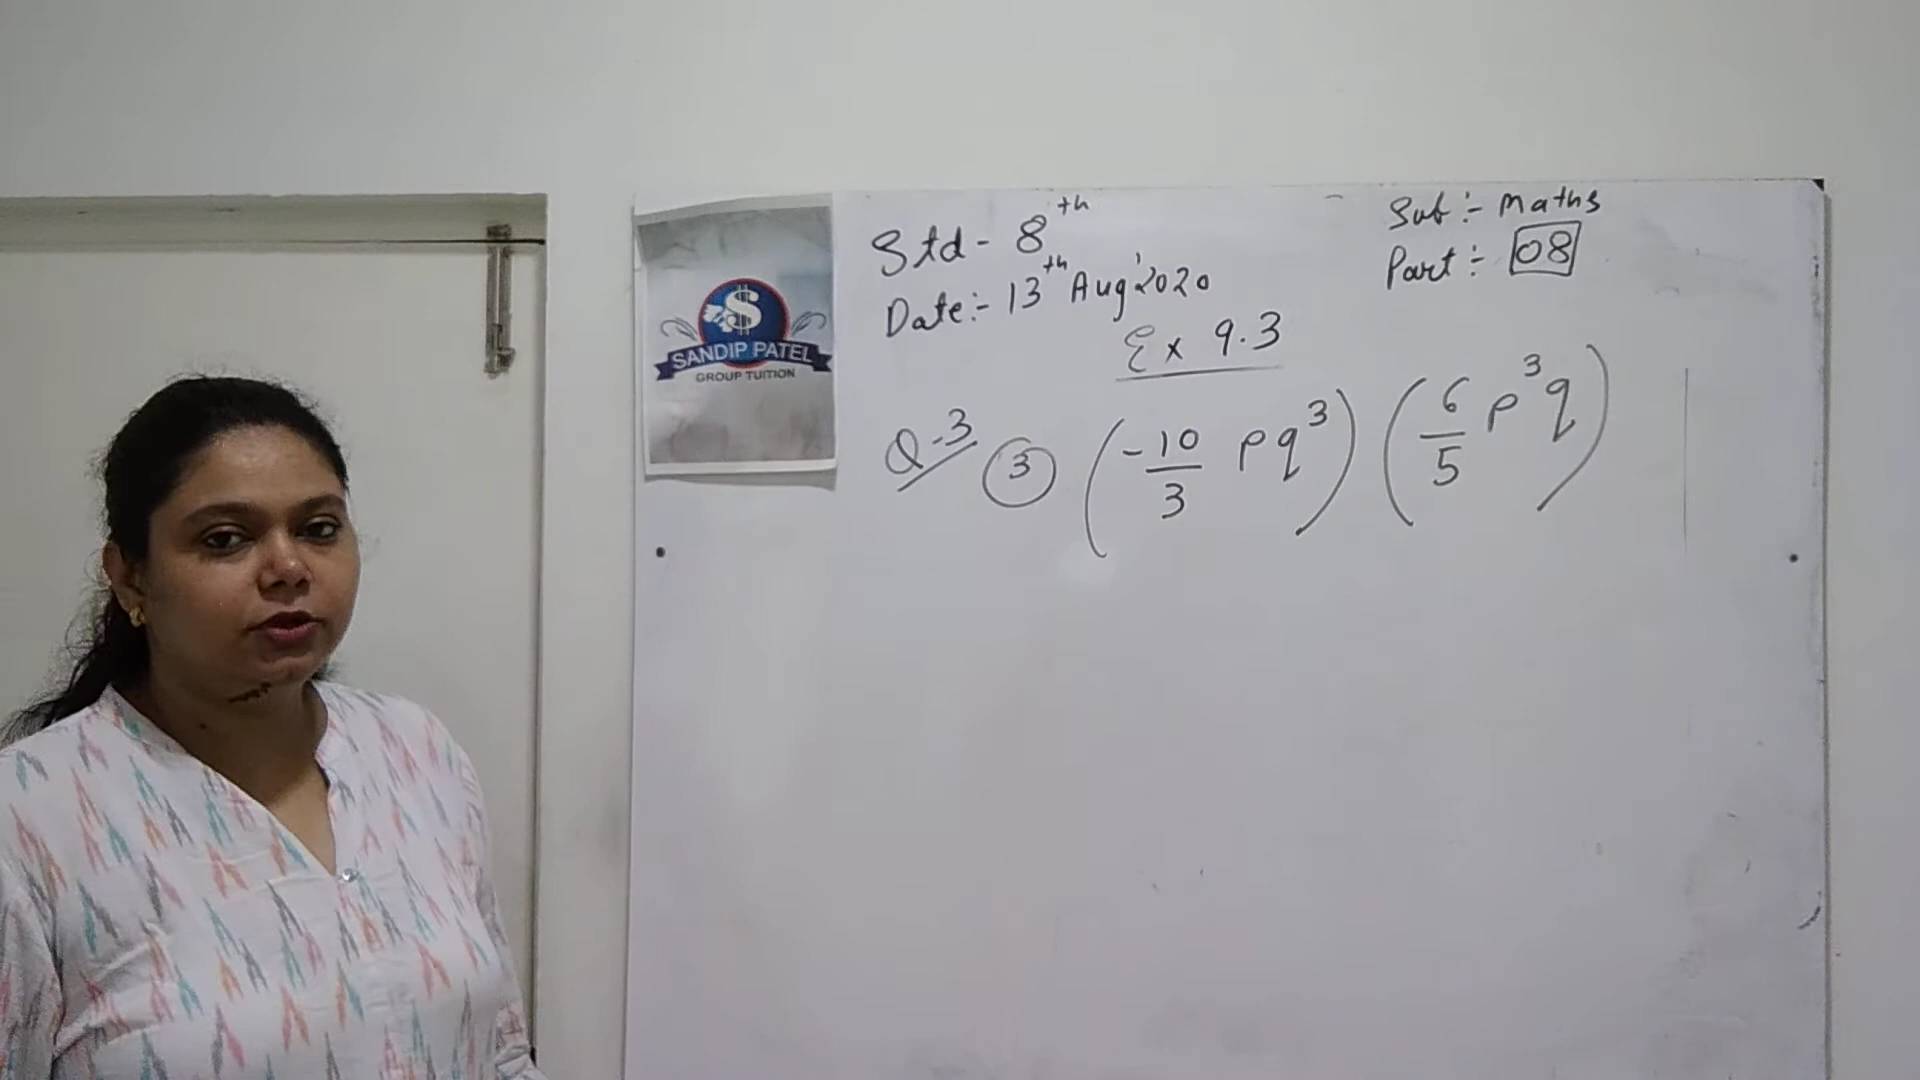 SANDIP PATEL
GROUP TUITION
Std - 8th
Date:- 13th Aug'2020
Sub:- Maths
Part:- 08
Ex 9.3
Q-3 3 (-10/3 pq³) (6/5 p³q)